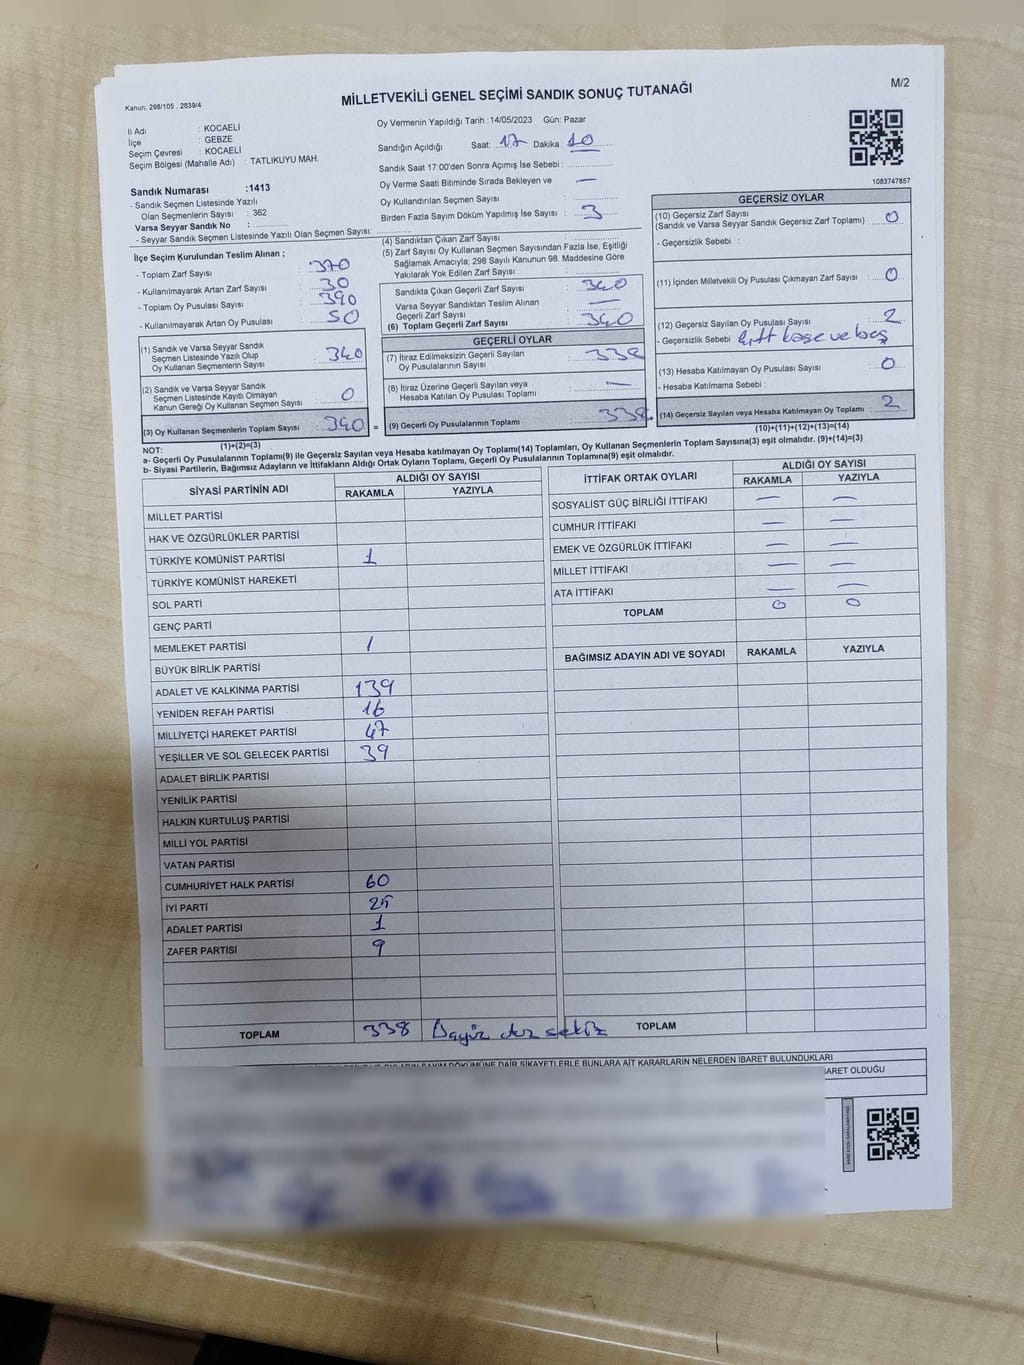 Kanun; 298/105 , 2839/4
MİLLETVEKİLİ GENEL SEÇİMİ SANDIK SONUÇ TUTANAĞI
M/2
İl Adı : KOCAELİ
İlçe : GEBZE
Seçim Çevresi : KOCAELİ
Seçim Bölgesi (Mahalle Adı) : TATLIKUYU MAH.
Sandık Numarası :1413
- Sandık Seçmen Listesinde Yazılı
Olan Seçmenlerin Sayısı : 362
Varsa Seyyar Sandık No :
- Seyyar Sandık Seçmen Listesinde Yazılı Olan Seçmen Sayısı:
Oy Vermenin Yapıldığı Tarih :14/05/2023 Gün: Pazar
Sandığın Açıldığı Saat: 17 Dakika : 10
Sandık Saat 17:00'den Sonra Açımış İse Sebebi :
Oy Verme Saati Bitiminde Sırada Bekleyen ve —
Oy Kullandırılan Seçmen Sayısı :
Birden Fazla Sayım Döküm Yapılmış İse Sayısı : 3
1083747857
İlçe Seçim Kurulundan Teslim Alınan ;
- Toplam Zarf Sayısı : 370
- Kullanılmayarak Artan Zarf Sayısı : 30
- Toplam Oy Pusulası Sayısı : 390
- Kullanılmayarak Artan Oy Pusulası : 50
(1) Sandık ve Varsa Seyyar Sandık
Seçmen Listesinde Yazılı Olup
Oy Kullanan Seçmenlerin Sayısı : 340
(2) Sandık ve Varsa Seyyar Sandık
Seçmen Listesinde Kayıtlı Olmayan
Kanun Gereği Oy Kullanan Seçmen Sayısı : 0
(3) Oy Kullanan Seçmenlerin Toplam Sayısı : 340
(1)+(2)=(3)
(4) Sandıktan Çıkan Zarf Sayısı :
(5) Zarf Sayısı Oy Kullanan Seçmen Sayısından Fazla İse, Eşitliği
Sağlamak Amacıyla; 298 Sayılı Kanunun 98. Maddesine Göre
Yakılarak Yok Edilen Zarf Sayısı :
Sandıkta Çıkan Geçerli Zarf Sayısı : 340
Varsa Seyyar Sandıktan Teslim Alınan
Geçerli Zarf Sayısı : —
(6) Toplam Geçerli Zarf Sayısı : 340
GEÇERLİ OYLAR
(7) İtiraz Edilmeksizin Geçerli Sayılan
Oy Pusulalarının Sayısı : 338
(8) İtiraz Üzerine Geçerli Sayılan veya
Hesaba Katılan Oy Pusulası Toplamı : —
= (9) Geçerli Oy Pusulalarının Toplamı : 338
GEÇERSİZ OYLAR
(10) Geçersiz Zarf Sayısı
(Sandık ve Varsa Seyyar Sandık Geçersiz Zarf Toplamı) : 0
- Geçersizlik Sebebi :
(11) İçinden Milletvekili Oy Pusulası Çıkmayan Zarf Sayısı : 0
(12) Geçersiz Sayılan Oy Pusulası Sayısı : 2
- Geçersizlik Sebebi : çift kaşe ve boş
(13) Hesaba Katılmayan Oy Pusulası Sayısı : 0
- Hesaba Katılmama Sebebi :
(14) Geçersiz Sayılan veya Hesaba Katılmayan Oy Toplamı : 2
(10)+(11)+(12)+(13)=(14)
NOT:
a- Geçerli Oy Pusulalarının Toplamı(9) ile Geçersiz Sayılan veya Hesaba katılmayan Oy Toplamı(14) Toplamları, Oy Kullanan Seçmenlerin Toplam Sayısına(3) eşit olmalıdır. (9)+(14)=(3)
b- Siyasi Partilerin, Bağımsız Adayların ve İttifakların Aldığı Ortak Oyların Toplamı, Geçerli Oy Pusulalarının Toplamına(9) eşit olmalıdır.
SİYASİ PARTİNİN ADI ALDIĞI OY SAYISI
RAKAMLA YAZIYLA
MİLLET PARTİSİ
HAK VE ÖZGÜRLÜKLER PARTİSİ
TÜRKİYE KOMÜNİST PARTİSİ 1
TÜRKİYE KOMÜNİST HAREKETİ
SOL PARTİ
GENÇ PARTİ
MEMLEKET PARTİSİ 1
BÜYÜK BİRLİK PARTİSİ
ADALET VE KALKINMA PARTİSİ 139
YENİDEN REFAH PARTİSİ 16
MİLLİYETÇİ HAREKET PARTİSİ 47
YEŞİLLER VE SOL GELECEK PARTİSİ 39
ADALET BİRLİK PARTİSİ
YENİLİK PARTİSİ
HALKIN KURTULUŞ PARTİSİ
MİLLİ YOL PARTİSİ
VATAN PARTİSİ
CUMHURİYET HALK PARTİSİ 60
İYİ PARTİ 25
ADALET PARTİSİ 1
ZAFER PARTİSİ 9
TOPLAM 338
İTTİFAK ORTAK OYLARI ALDIĞI OY SAYISI
RAKAMLA YAZIYLA
SOSYALİST GÜÇ BİRLİĞİ İTTİFAKI — —
CUMHUR İTTİFAKI — —
EMEK VE ÖZGÜRLÜK İTTİFAKI — —
MİLLET İTTİFAKI — —
ATA İTTİFAKI — —
TOPLAM 0 0
BAĞIMSIZ ADAYIN ADI VE SOYADI RAKAMLA YAZIYLA
TOPLAM
DÖKÜMÜNE DAİR ŞİKAYETLERLE BUNLARA AİT KARARLARIN NELERDEN İBARET BULUNDUKLARI
BARET OLDUĞU